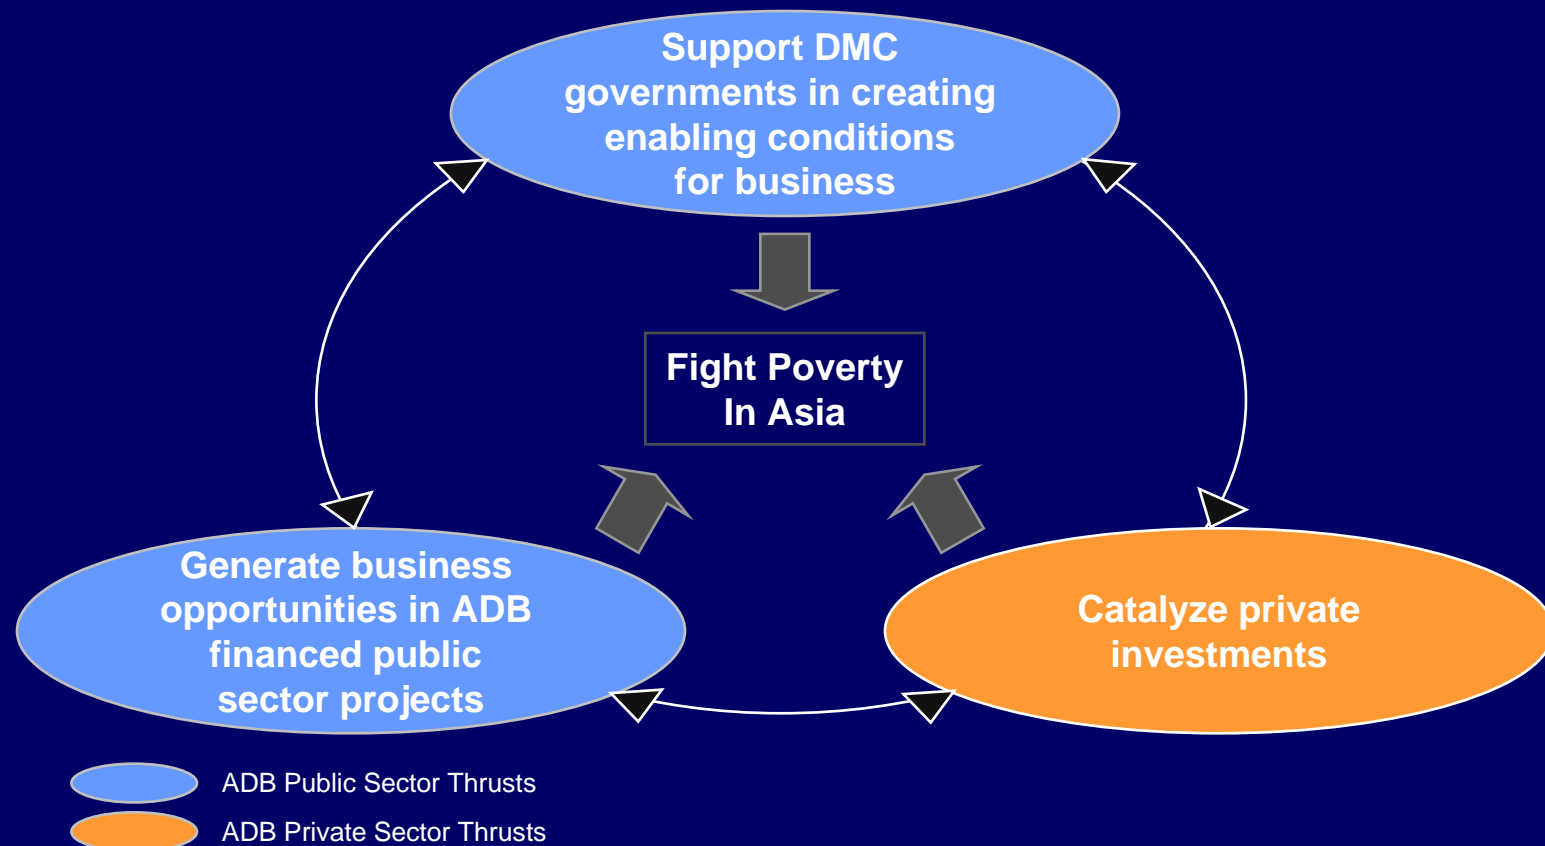 Support DMC
governments in creating
enabling conditions
for business
Fight Poverty
In Asia
Generate business
opportunities in ADB
financed public
sector projects
Catalyze private
investments
ADB Public Sector Thrusts
ADB Private Sector Thrusts